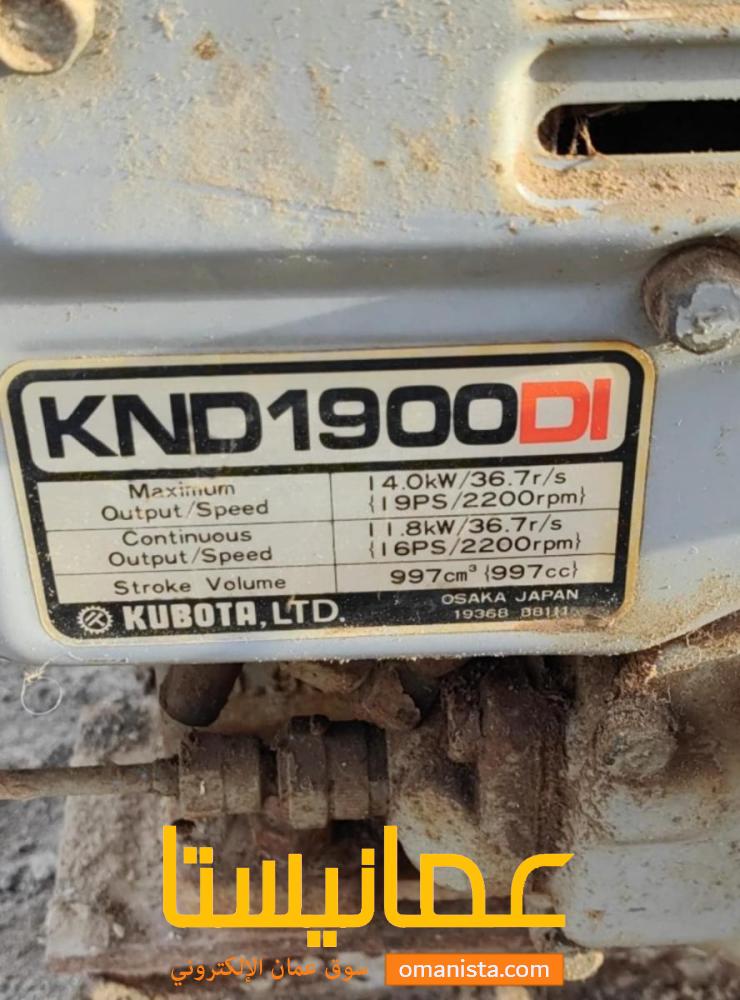 KND1900DI
Maximum Output/Speed
14.0kW/36.7r/s
{19PS/2200rpm}
Continuous Output/Speed
11.8kW/36.7r/s
{16PS/2200rpm}
Stroke Volume
997cm³ {997cc}
KUBOTA, LTD.
OSAKA JAPAN
19368
عمانيستا
سوق عمان الإلكتروني
omanista.com